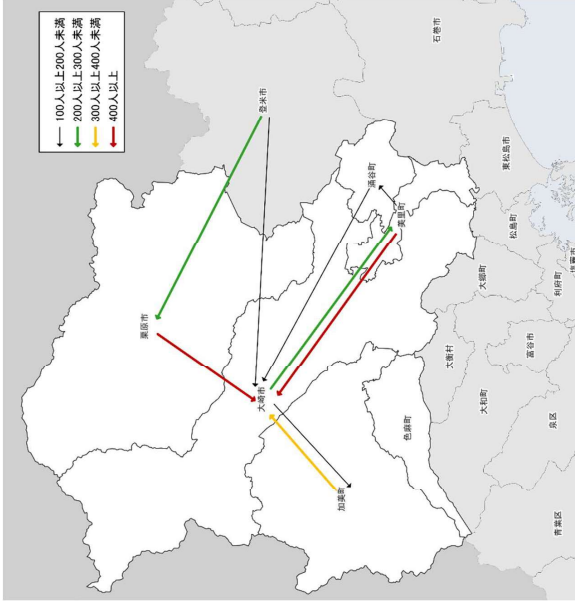 100人以上200人未満
200人以上300人未満
300人以上400人未満
400人以上
石巻市
登米市
涌谷町
東松島市
美里町
松島町
栗原市
大郷町
利府町
塩竈市
大衡村
富谷市
大崎市
色麻町
大和町
泉区
加美町
青葉区